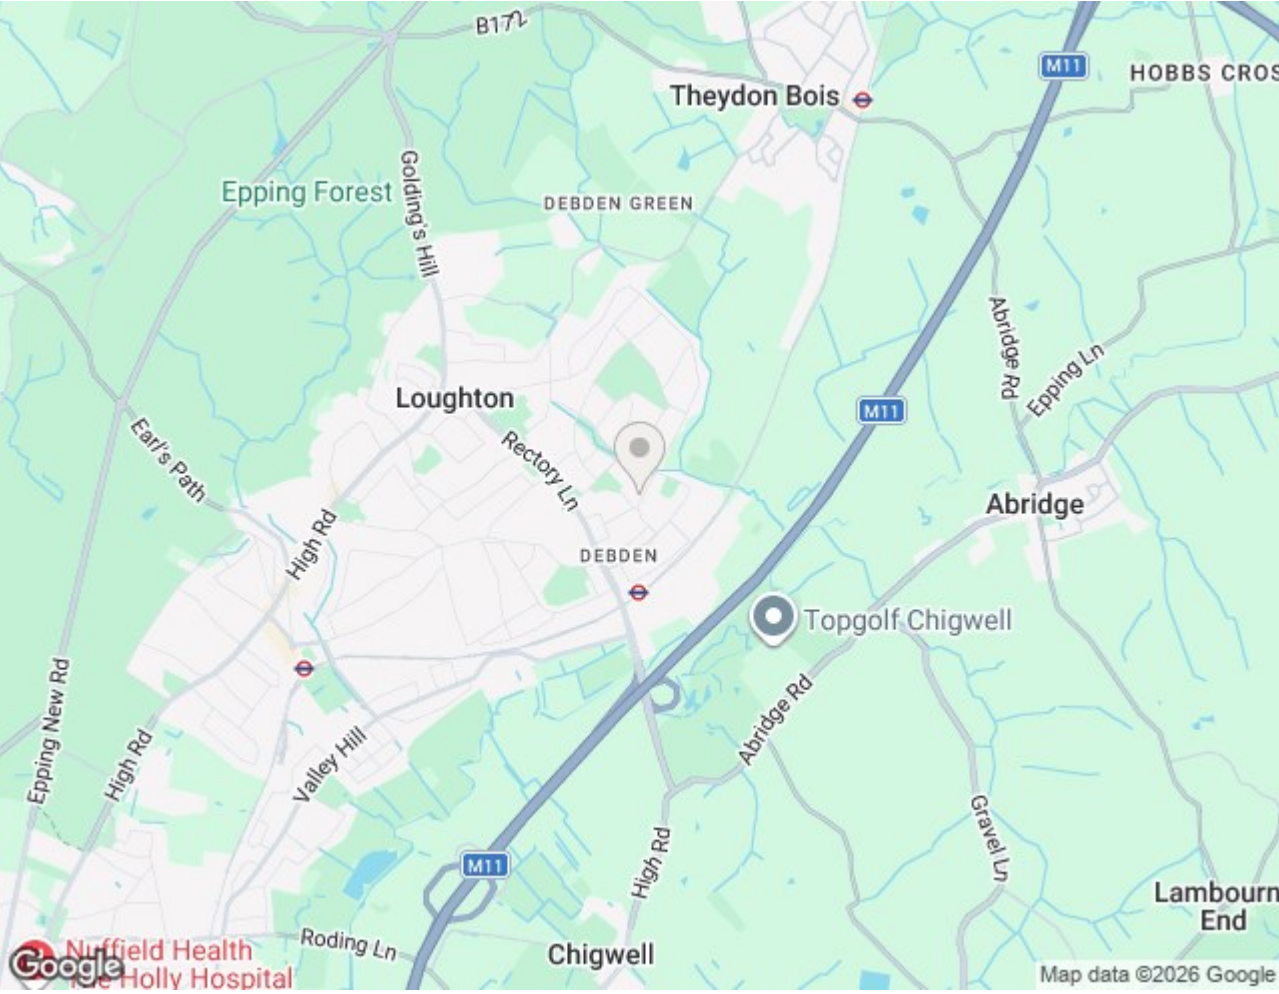 B172
M11
HOBBS CROS
Theydon Bois
Golding's Hill
Epping Forest
DEBDEN GREEN
Abridge Rd
Epping Ln
Loughton
M11
Earl's Path
Rectory Ln
Abridge
High Rd
DEBDEN
Topgolf Chigwell
Epping New Rd
High Rd
Valley Hill
Abridge Rd
Gravel Ln
High Rd
M11
Lambourn
End
Roding Ln
Chigwell
Nuffield Health
The Holly Hospital
Google
Map data ©2026 Google